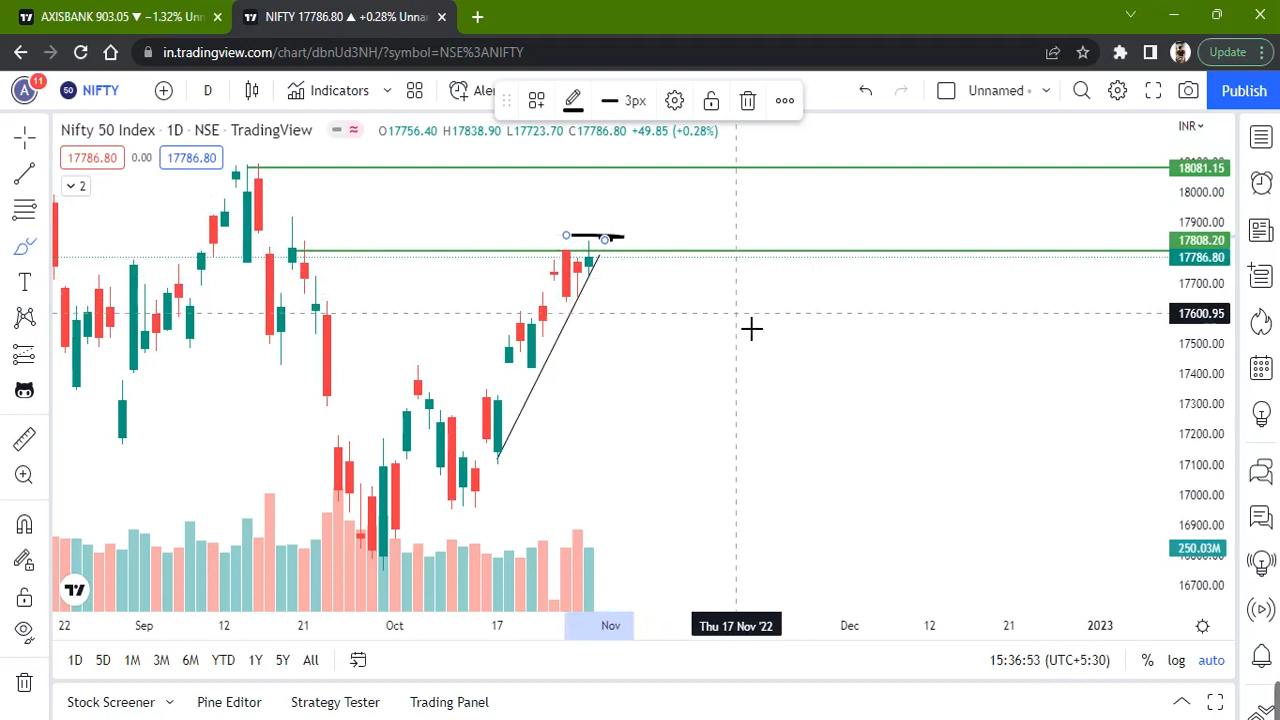 AXISBANK 903.05 ▼ −1.32% Unn
NIFTY 17786.80 ▲ +0.28% Unnar
in.tradingview.com/chart/dbnUd3NH/?symbol=NSE%3ANIFTY
Update
11
A
50 NIFTY
D
Indicators
Aler
3px
Unnamed
Publish
Nifty 50 Index · 1D · NSE · TradingView
O17756.40 H17838.90 L17723.70 C17786.80 +49.85 (+0.28%)
INR
17786.80 0.00 17786.80
2
18081.15
18000.00
17900.00
17808.20
17786.80
17700.00
17600.95
17500.00
17400.00
17300.00
17200.00
17100.00
17000.00
16900.00
250.03M
16700.00
22 Sep 12 Oct 17 Nov Thu 17 Nov '22 Dec 12 21 2023
1D 5D 1M 3M 6M YTD 1Y 5Y All
15:36:53 (UTC+5:30) % log auto
Stock Screener Pine Editor Strategy Tester Trading Panel